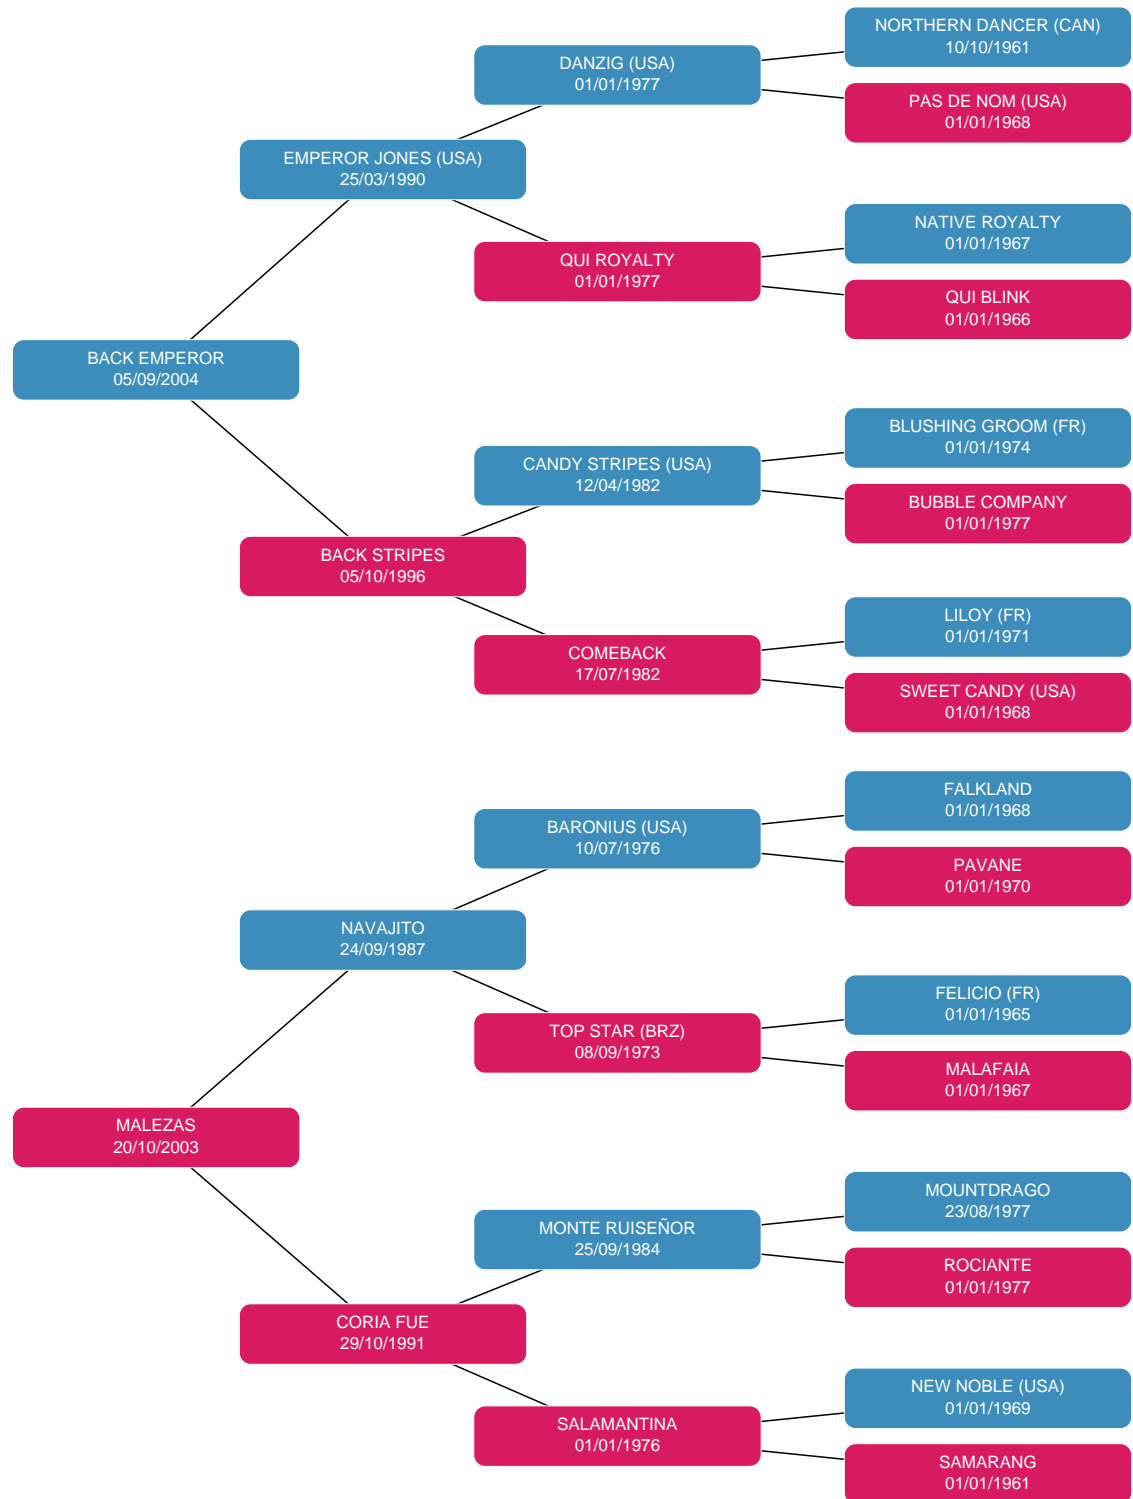 NORTHERN DANCER (CAN)
10/10/1961
DANZIG (USA)
01/01/1977
PAS DE NOM (USA)
01/01/1968
EMPEROR JONES (USA)
25/03/1990
NATIVE ROYALTY
01/01/1967
QUI ROYALTY
01/01/1977
QUI BLINK
01/01/1966
BACK EMPEROR
05/09/2004
BLUSHING GROOM (FR)
01/01/1974
CANDY STRIPES (USA)
12/04/1982
BUBBLE COMPANY
01/01/1977
BACK STRIPES
05/10/1996
LILOY (FR)
01/01/1971
COMEBACK
17/07/1982
SWEET CANDY (USA)
01/01/1968
FALKLAND
01/01/1968
BARONIUS (USA)
10/07/1976
PAVANE
01/01/1970
NAVAJITO
24/09/1987
FELICIO (FR)
01/01/1965
TOP STAR (BRZ)
08/09/1973
MALAFAIA
01/01/1967
MALEZAS
20/10/2003
MOUNTDRAGO
23/08/1977
MONTE RUISEÑOR
25/09/1984
ROCIANTE
01/01/1977
CORIA FUE
29/10/1991
NEW NOBLE (USA)
01/01/1969
SALAMANTINA
01/01/1976
SAMARANG
01/01/1961